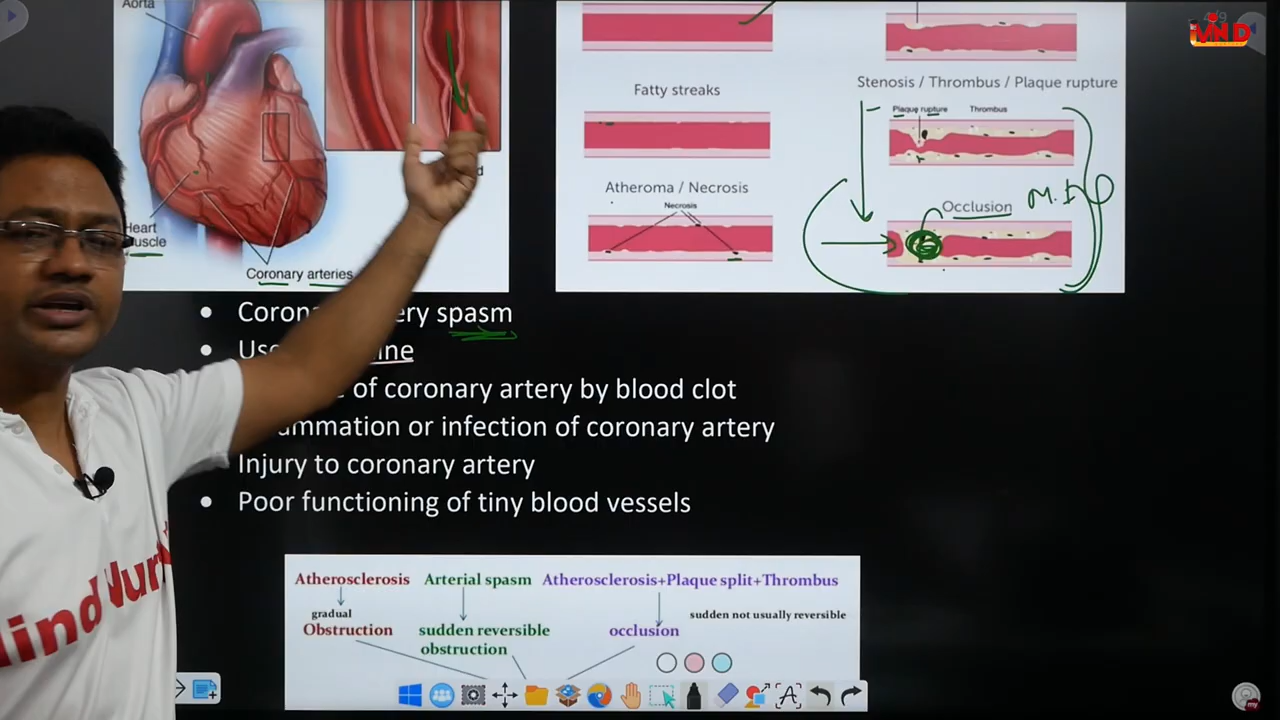 Aorta
Heart
muscle
Coronary arteries
Fatty streaks
Atheroma / Necrosis
Necrosis
Stenosis / Thrombus / Plaque rupture
Plaque rupture Thrombus
Occlusion
M.I
spasm
of coronary artery by blood clot
or infection of coronary artery
Injury to coronary artery
Poor functioning of tiny blood vessels
Atherosclerosis Arterial spasm Atherosclerosis+Plaque split+Thrombus
gradual
sudden not usually reversible
Obstruction
sudden reversible
obstruction
occlusion